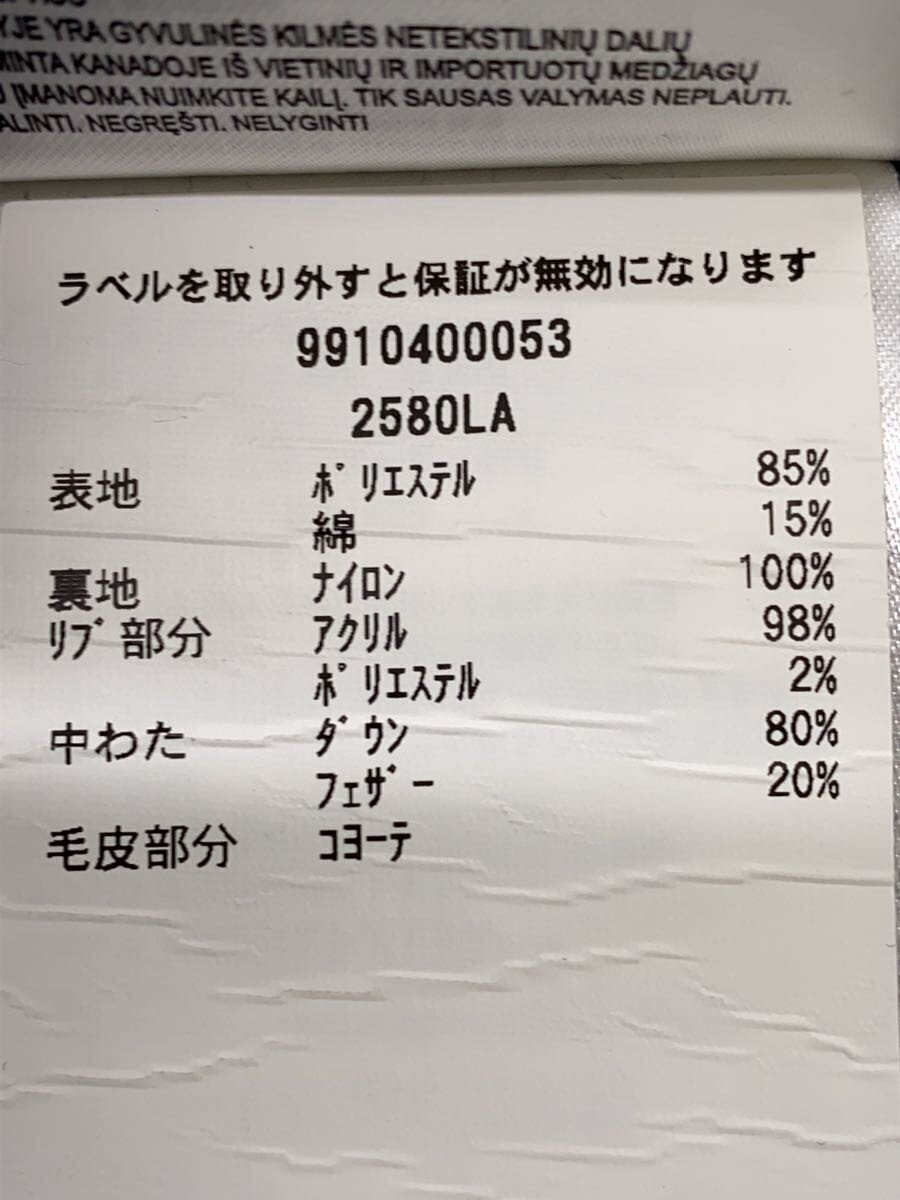 YJE YRA GYVULINĖS KILMĖS NETEKSTILINIŲ DALIŲ
MINTA KANADOJE IŠ VIETINIŲ IR IMPORTUOTŲ MEDŽIAGŲ
ĮMANOMA NUIMKITE KAILĮ. TIK SAUSAS VALYMAS NEPLAUTI.
ALINTI. NEGRĘŠTI. NELYGINTI
ラベルを取り外すと保証が無効になります
9910400053
2580LA
表地 ﾎﾟﾘｴｽﾃﾙ 85%
綿 15%
裏地 ﾅｲﾛﾝ 100%
ﾘﾌﾞ部分 ｱｸﾘﾙ 98%
ﾎﾟﾘｴｽﾃﾙ 2%
中わた ﾀﾞｳﾝ 80%
ﾌｪｻﾞｰ 20%
毛皮部分 ｺﾖｰﾃ